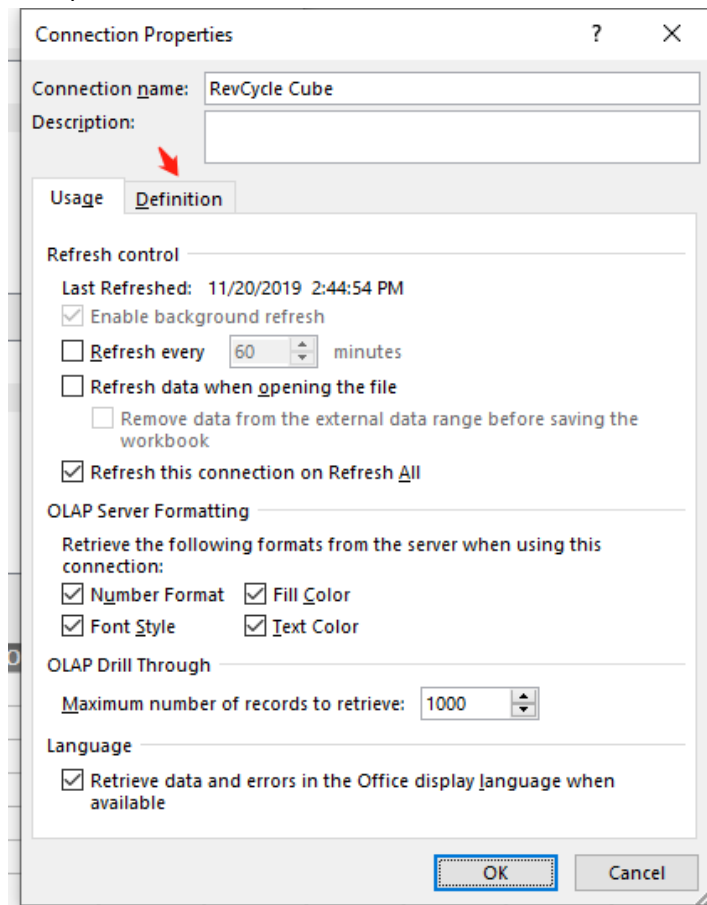 Connection Properties ?
Connection name: RevCycle Cube
Description:
Usage Definition
Refresh control
Last Refreshed: 11/20/2019 2:44:54 PM
Enable background refresh
Refresh every 60 minutes
Refresh data when opening the file
Remove data from the external data range before saving the
workbook
Refresh this connection on Refresh All
OLAP Server Formatting
Retrieve the following formats from the server when using this
connection:
Number Format Fill Color
Font Style Text Color
OLAP Drill Through
Maximum number of records to retrieve: 1000
Language
Retrieve data and errors in the Office display language when
available
OK Cancel